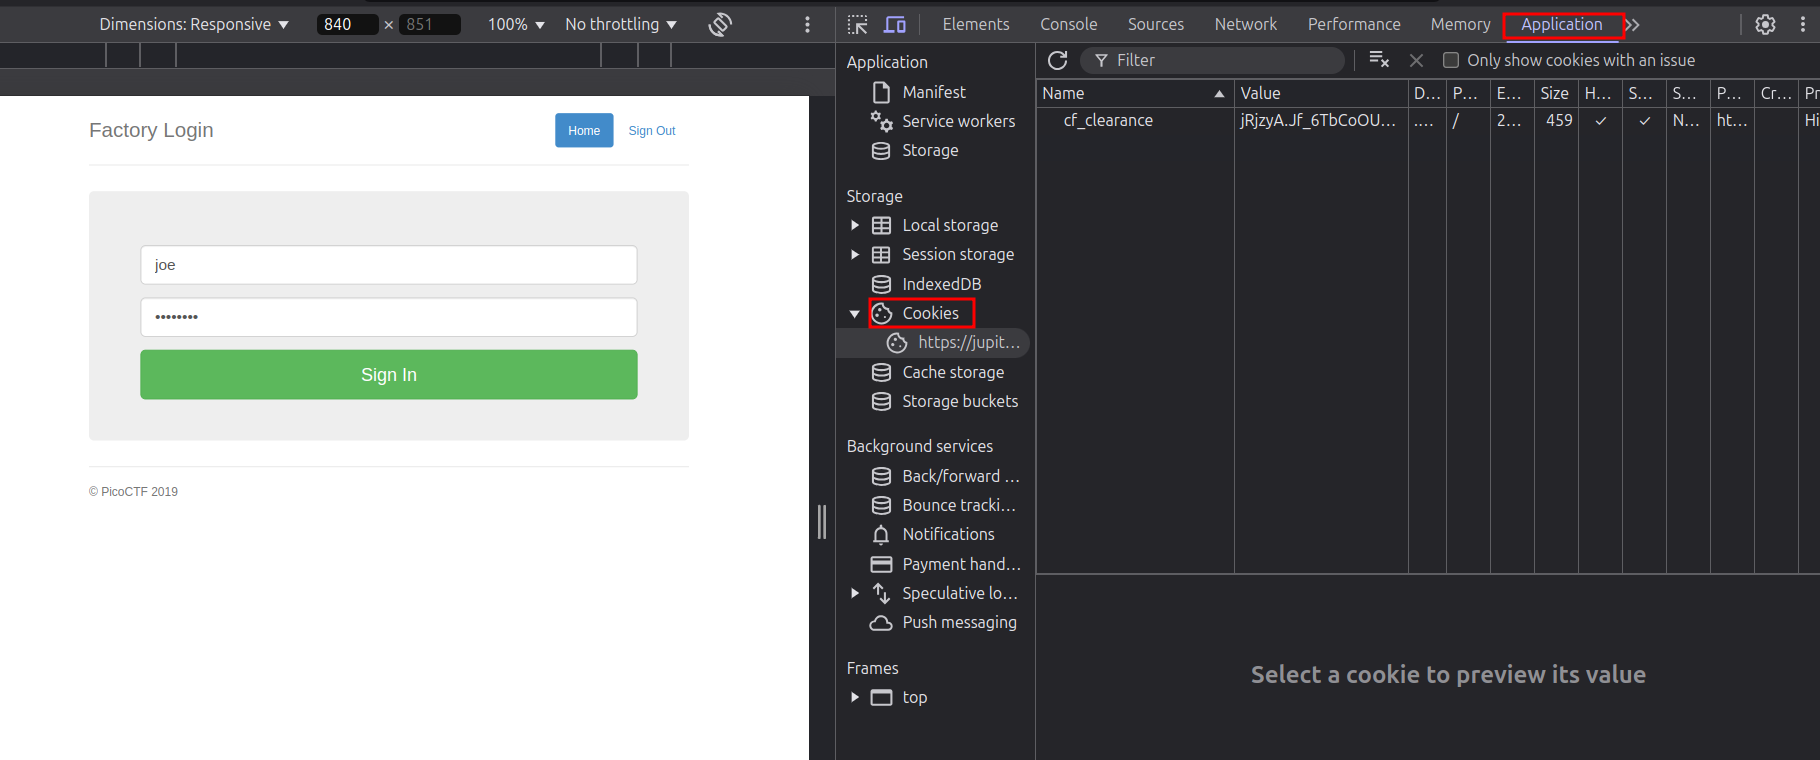 Dimensions: Responsive 840 × 851 100% No throttling
Elements Console Sources Network Performance Memory Application
Factory Login Home Sign Out
joe
••••••••
Sign In
© PicoCTF 2019
Application
Manifest
Service workers
Storage
Storage
Local storage
Session storage
IndexedDB
Cookies
https://jupit...
Cache storage
Storage buckets
Background services
Back/forward ...
Bounce tracki...
Notifications
Payment hand...
Speculative lo...
Push messaging
Frames
top
Filter Only show cookies with an issue
Name Value D... P... E... Size H... S... S... P... Cr... Pr
cf_clearance jRjzyA.Jf_6TbCoOU... .... / 2... 459 ✓ ✓ N... ht... Hi
Select a cookie to preview its value